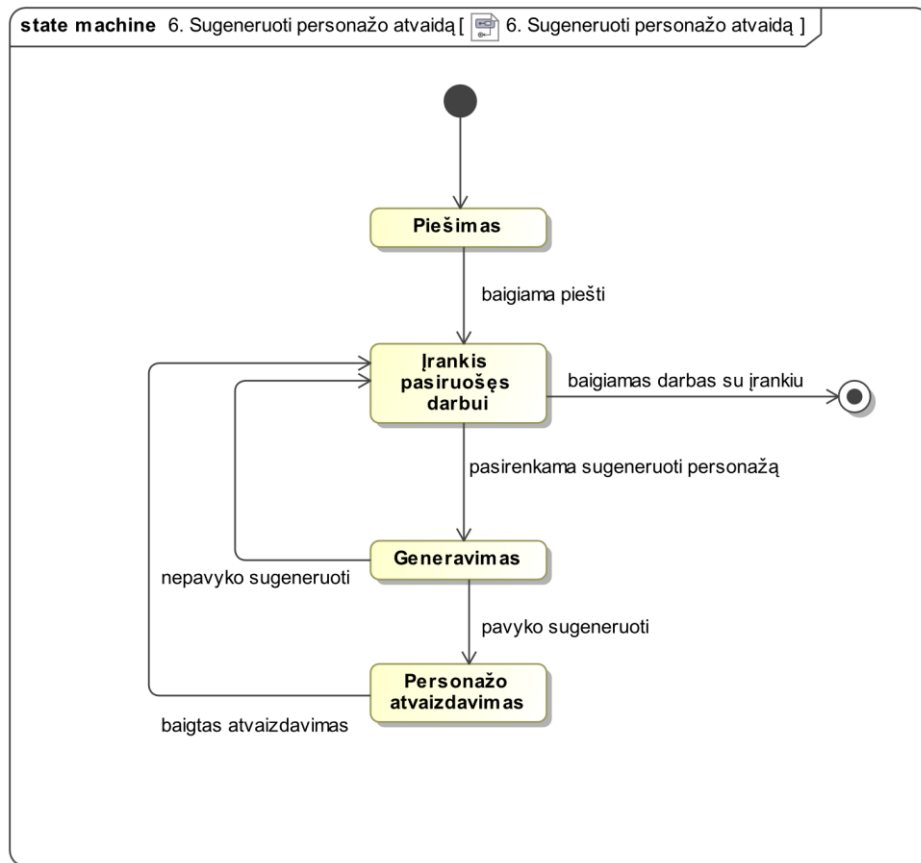 state machine 6. Sugeneruoti personažo atvaidą [ 6. Sugeneruoti personažo atvaidą ]
Piešimas
baigiama piešti
Įrankis
pasiruošęs
darbui
baigiamas darbas su įrankiu
pasirenkama sugeneruoti personažą
Generavimas
nepavyko sugeneruoti
pavyko sugeneruoti
Personažo
atvaizdavimas
baigtas atvaizdavimas